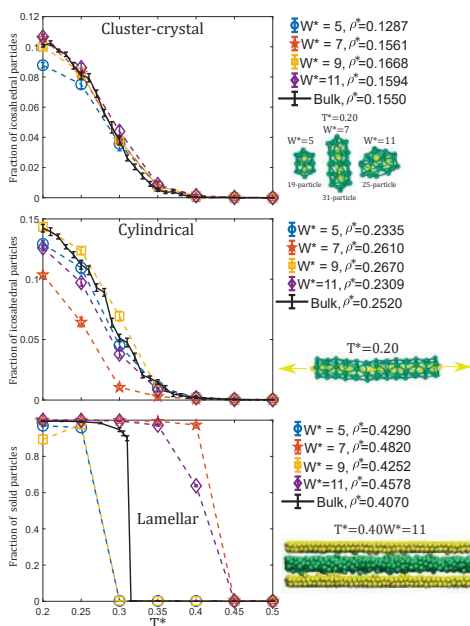 Cluster-crystal
Fraction of icosahedral particles
0.12
0.1
0.08
0.06
0.04
0.02
0
W* = 5, ρ*=0.1287
W* = 7, ρ*=0.1561
W* = 9, ρ*=0.1668
W*=11, ρ*=0.1594
Bulk, ρ*=0.1550
T*=0.20
W*=5
W*=7
W*=11
19-particle
31-particle
25-particle
Cylindrical
Fraction of icosahedral particles
0.15
0.1
0.05
0
W* = 5, ρ*=0.2335
W* = 7, ρ*=0.2610
W* = 9, ρ*=0.2670
W*=11, ρ*=0.2309
Bulk, ρ*=0.2520
T*=0.20
Lamellar
Fraction of solid particles
0.8
0.6
0.4
0.2
0
0.2 0.25 0.3 0.35 0.4 0.45 0.5
T*
W* = 5, ρ*=0.4290
W* = 7, ρ*=0.4820
W* = 9, ρ*=0.4252
W*=11, ρ*=0.4578
Bulk, ρ*=0.4070
T*=0.40W*=11